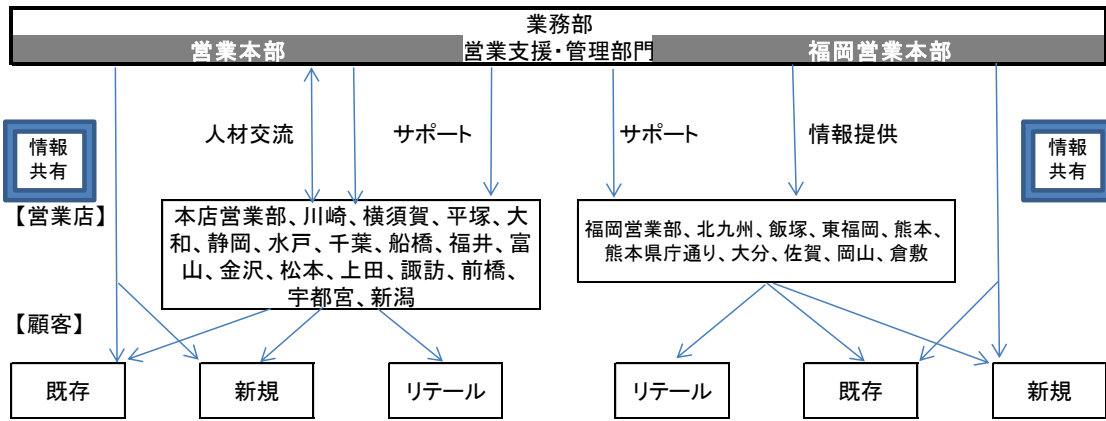 業務部
営業本部
営業支援・管理部門
福岡営業本部
人材交流
サポート
サポート
情報提供
情報
共有
情報
共有
【営業店】
本店営業部、川崎、横須賀、平塚、大
和、静岡、水戸、千葉、船橋、福井、富
山、金沢、松本、上田、諏訪、前橋、
宇都宮、新潟
福岡営業部、北九州、飯塚、東福岡、熊本、
熊本県庁通り、大分、佐賀、岡山、倉敷
【顧客】
既存
新規
リテール
リテール
既存
新規